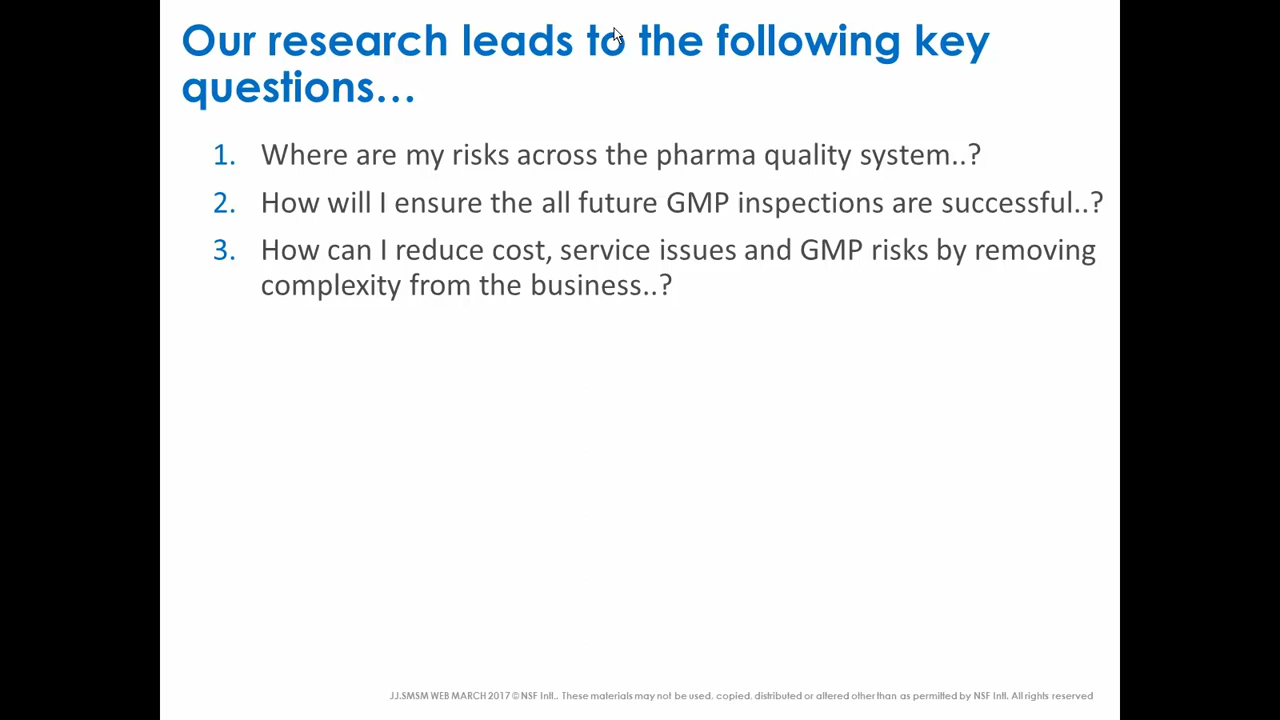 Our research leads to the following key
questions...
1. Where are my risks across the pharma quality system..?
2. How will I ensure the all future GMP inspections are successful..?
3. How can I reduce cost, service issues and GMP risks by removing
complexity from the business..?
JJ.SMSM WEB MARCH 2017 © NSF Intl.. These materials may not be used, copied, distributed or altered other than as permitted by NSF Intl. All rights reserved